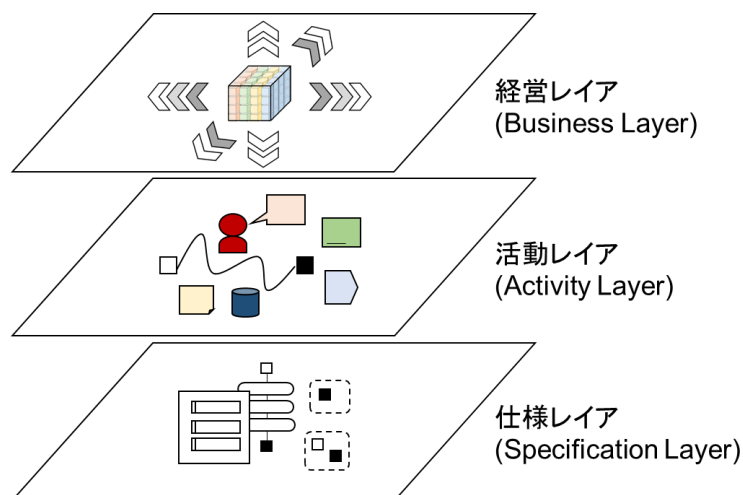 経営レイア
(Business Layer)
活動レイア
(Activity Layer)
仕様レイア
(Specification Layer)